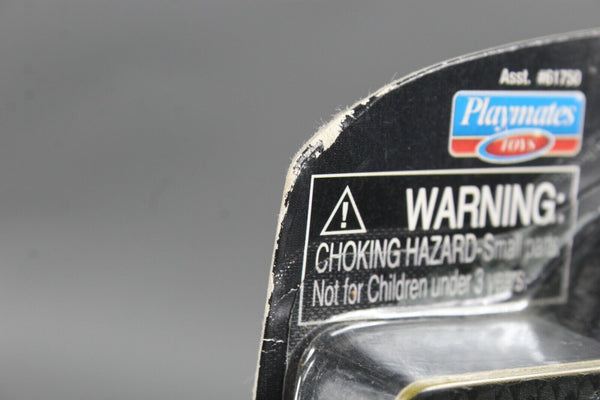 Asst. #61750
Playmates
TOYS
WARNING:
CHOKING HAZARD-Small parts
Not for Children under 3 years